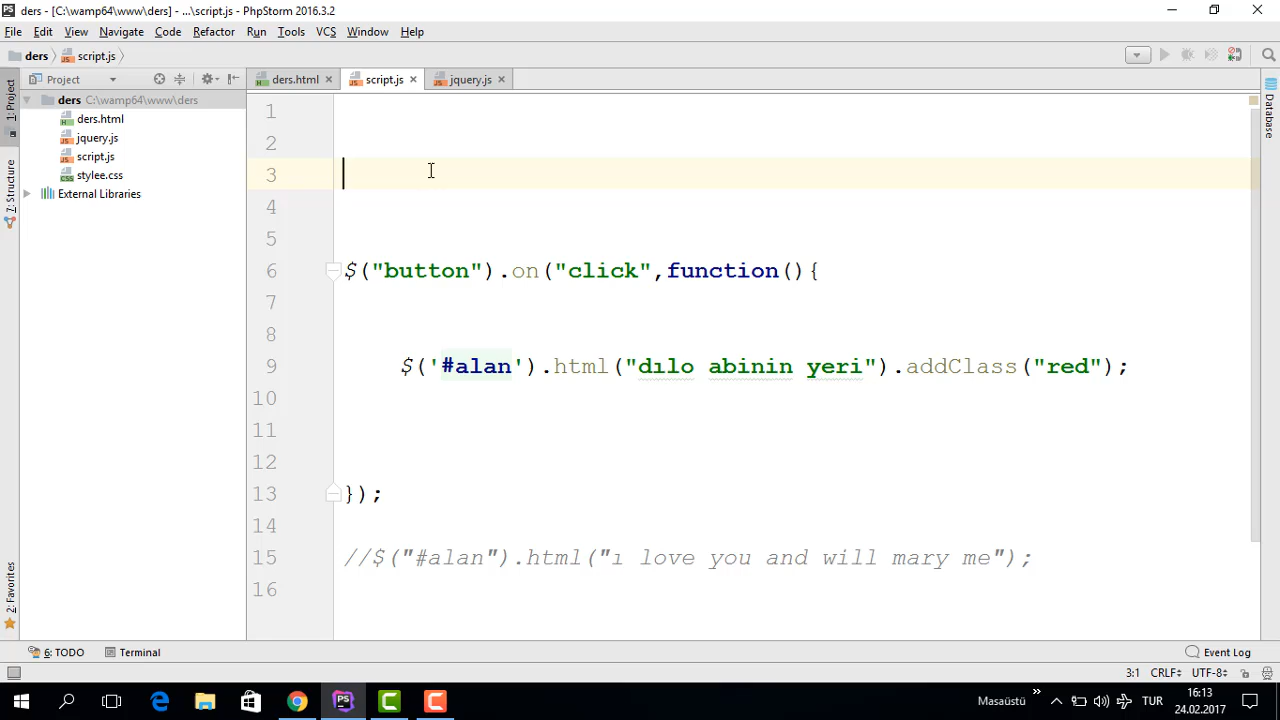 ders - [C:\wamp64\www\ders] - ...\script.js - PhpStorm 2016.3.2
File Edit View Navigate Code Refactor Run Tools VCS Window Help
ders script.js
Project ders.html script.js jquery.js
1: Project
7: Structure
2: Favorites
Database
ders C:\wamp64\www\ders
ders.html
jquery.js
script.js
stylee.css
External Libraries
1
2
3
4
5
6 $("button").on("click",function(){
7
8
9 $('#alan').html("dılo abinin yeri").addClass("red");
10
11
12
13 });
14
15 //$("#alan").html("ı love you and will mary me");
16
6: TODO Terminal Event Log
3:1 CRLF UTF-8
Masaüstü TUR 16:13
24.02.2017